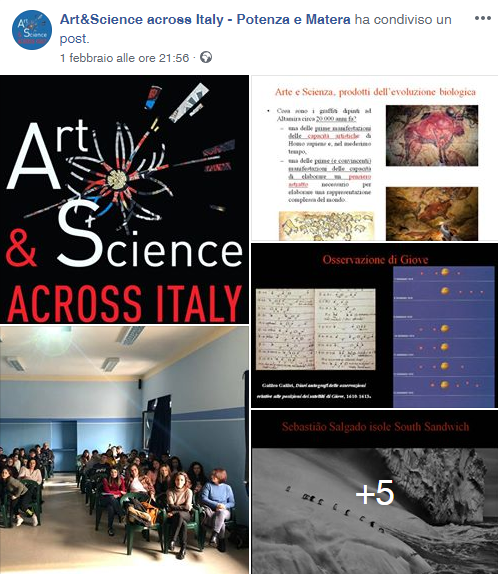 Art&Science across Italy - Potenza e Matera ha condiviso un
post.
1 febbraio alle ore 21:56 ·
Art
& Science
ACROSS ITALY
Arte e Scienza, prodotti dell'evoluzione biologica
• Cosa sono i graffiti dipinti ad
Altamira circa 20.000 anni fa?
– una delle prime manifestazioni
delle capacità artistiche di
Homo sapiens e, nel medesimo
tempo,
– una delle prime (e convincenti)
manifestazioni delle capacità
di elaborare un pensiero
astratto necessario per
elaborare una rappresentazione
complessa del mondo.
Osservazione di Giove
Galileo Galilei, Diari autografi delle osservazioni
relative alle posizioni dei satelliti di Giove, 1610-1613.
Sebastião Salgado isole South Sandwich
+5